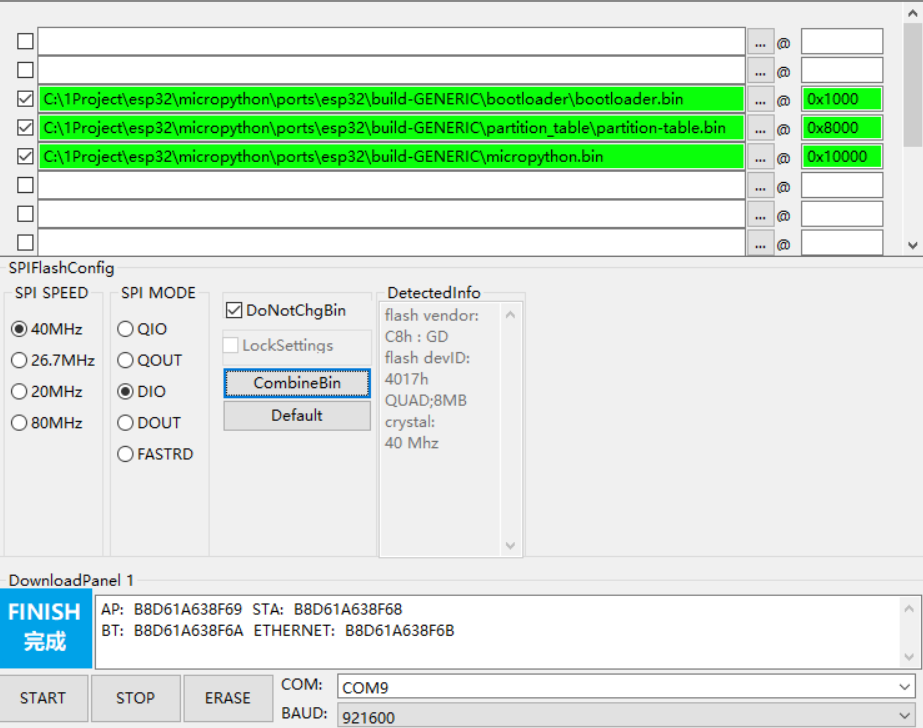 ... @
... @
C:\1Project\esp32\micropython\ports\esp32\build-GENERIC\bootloader\bootloader.bin ... @ 0x1000
C:\1Project\esp32\micropython\ports\esp32\build-GENERIC\partition_table\partition-table.bin ... @ 0x8000
C:\1Project\esp32\micropython\ports\esp32\build-GENERIC\micropython.bin ... @ 0x10000
... @
... @
... @
SPIFlashConfig
SPI SPEED
40MHz
26.7MHz
20MHz
80MHz
SPI MODE
QIO
QOUT
DIO
DOUT
FASTRD
DoNotChgBin
LockSettings
CombineBin
Default
DetectedInfo
flash vendor:
C8h : GD
flash devID:
4017h
QUAD;8MB
crystal:
40 Mhz
DownloadPanel 1
FINISH
完成
AP: B8D61A638F69 STA: B8D61A638F68
BT: B8D61A638F6A ETHERNET: B8D61A638F6B
START STOP ERASE
COM: COM9
BAUD: 921600